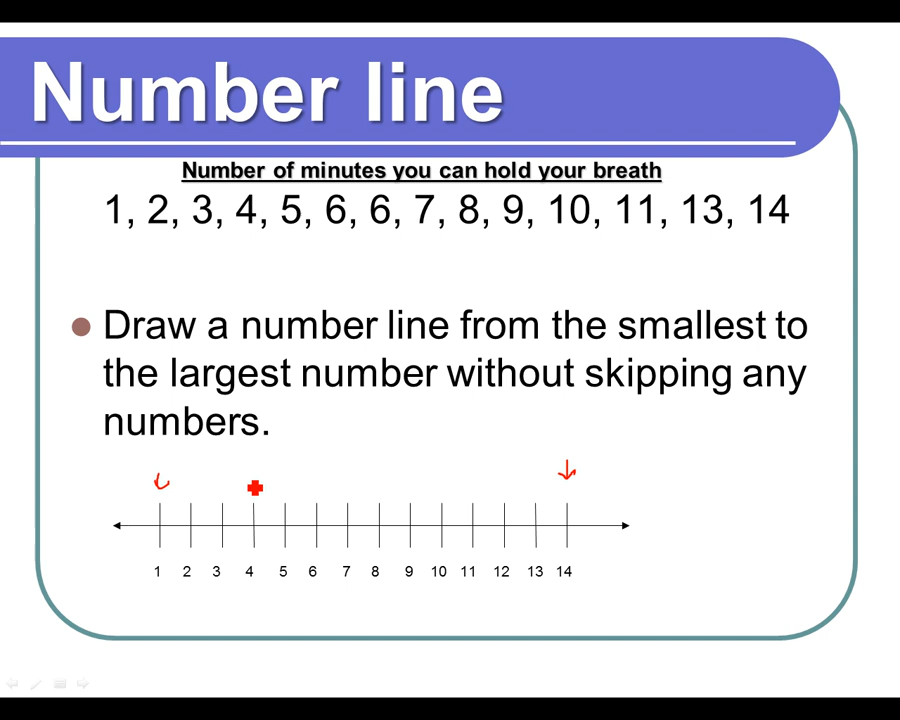 Number line
Number of minutes you can hold your breath
1, 2, 3, 4, 5, 6, 6, 7, 8, 9, 10, 11, 13, 14
Draw a number line from the smallest to
the largest number without skipping any
numbers.
1 2 3 4 5 6 7 8 9 10 11 12 13 14